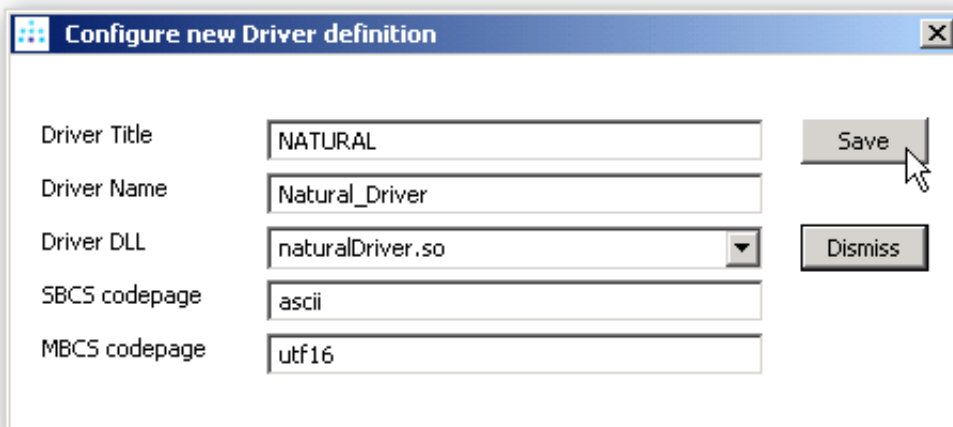 Configure new Driver definition
Driver Title NATURAL Save
Driver Name Natural_Driver
Driver DLL naturalDriver.so Dismiss
SBCS codepage ascii
MBCS codepage utf16